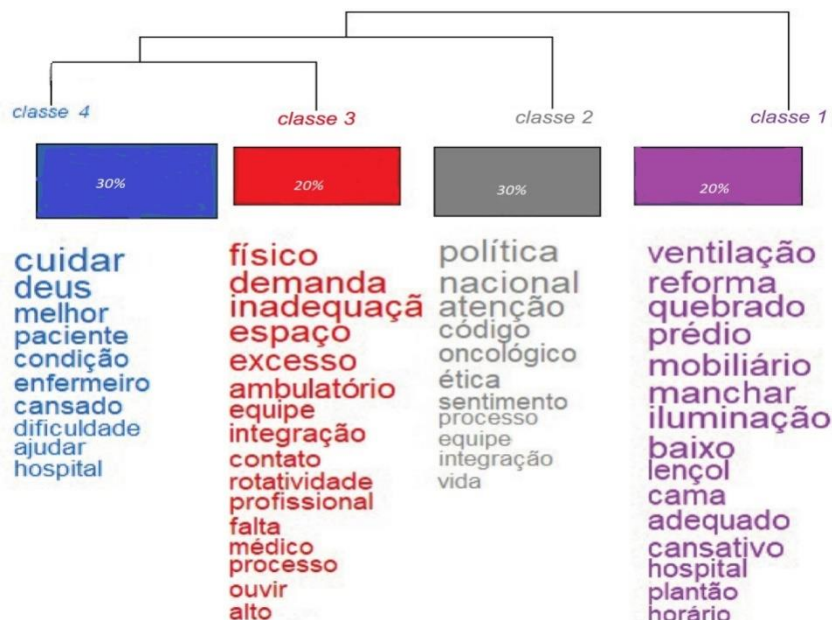 classe 4
30%
cuidar
deus
melhor
paciente
condição
enfermeiro
cansado
dificuldade
ajudar
hospital
classe 3
20%
físico
demanda
inadequaçã
espaço
excesso
ambulatório
equipe
integração
contato
rotatividade
profissional
falta
médico
processo
ouvir
alto
classe 2
30%
política
nacional
atenção
código
oncológico
ética
sentimento
processo
equipe
integração
vida
classe 1
20%
ventilação
reforma
quebrado
prédio
mobiliário
manchar
iluminação
baixo
lençol
cama
adequado
cansativo
hospital
plantão
horário